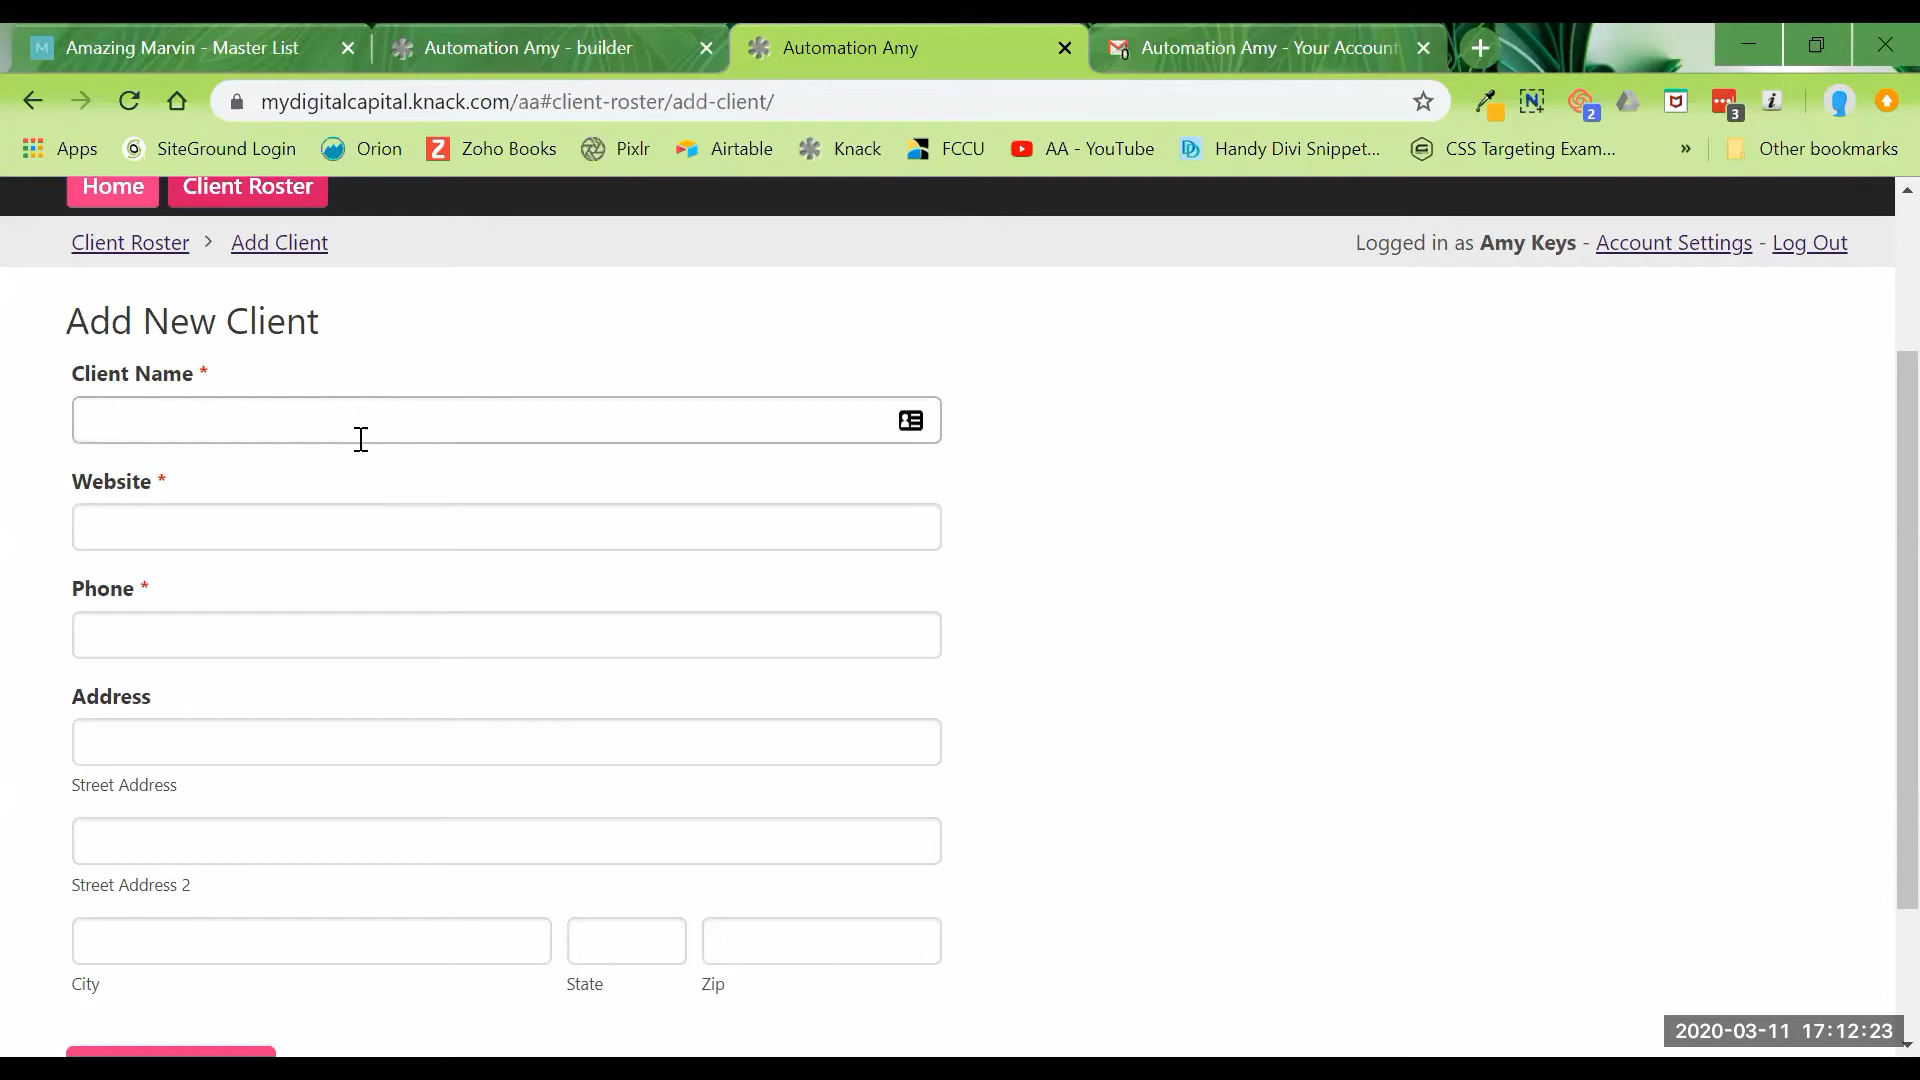 Amazing Marvin - Master List
Automation Amy - builder
Automation Amy
Automation Amy - Your Account
mydigitalcapital.knack.com/aa#client-roster/add-client/
2
3
Apps
SiteGround Login
Orion
Zoho Books
Pixlr
Airtable
Knack
FCCU
AA - YouTube
Handy Divi Snippet...
CSS Targeting Exam...
»
Other bookmarks
Home
Client Roster
Client Roster > Add Client
Logged in as Amy Keys - Account Settings - Log Out
Add New Client
Client Name *
Website *
Phone *
Address
Street Address
Street Address 2
City
State
Zip
2020-03-11 17:12:23